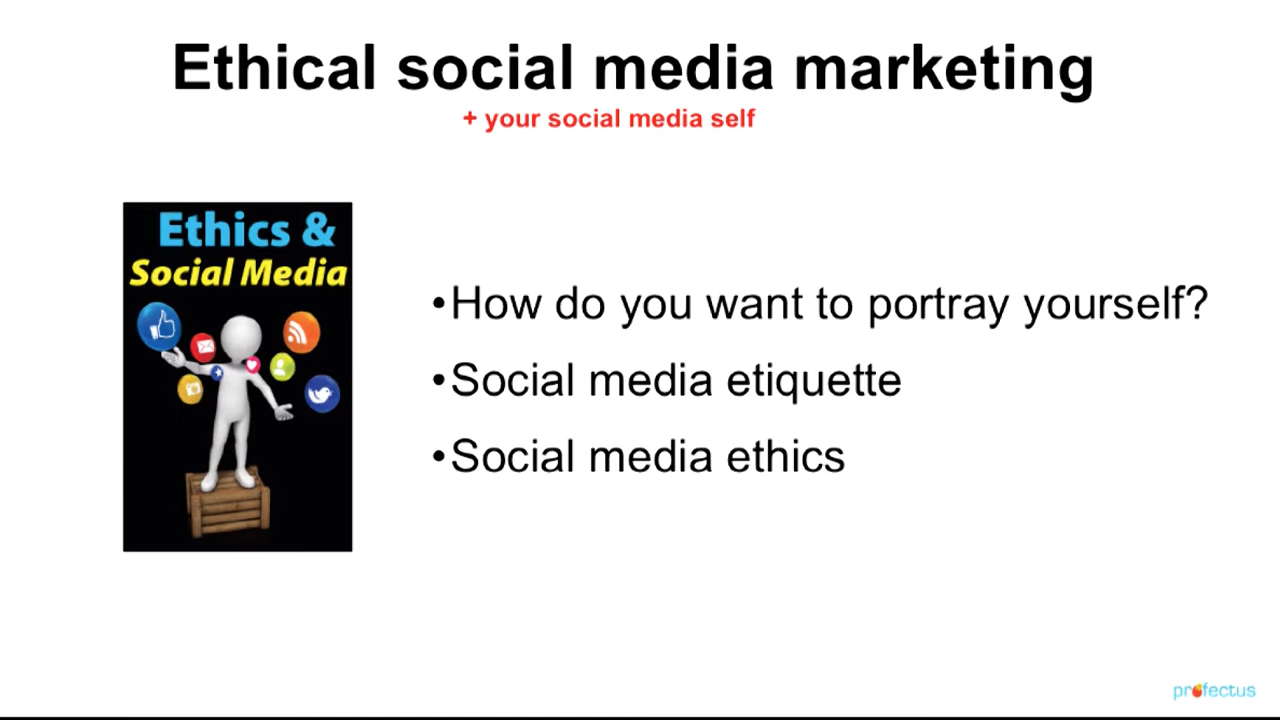 Ethical social media marketing
+ your social media self
Ethics &
Social Media
•How do you want to portray yourself?
•Social media etiquette
•Social media ethics
profectus